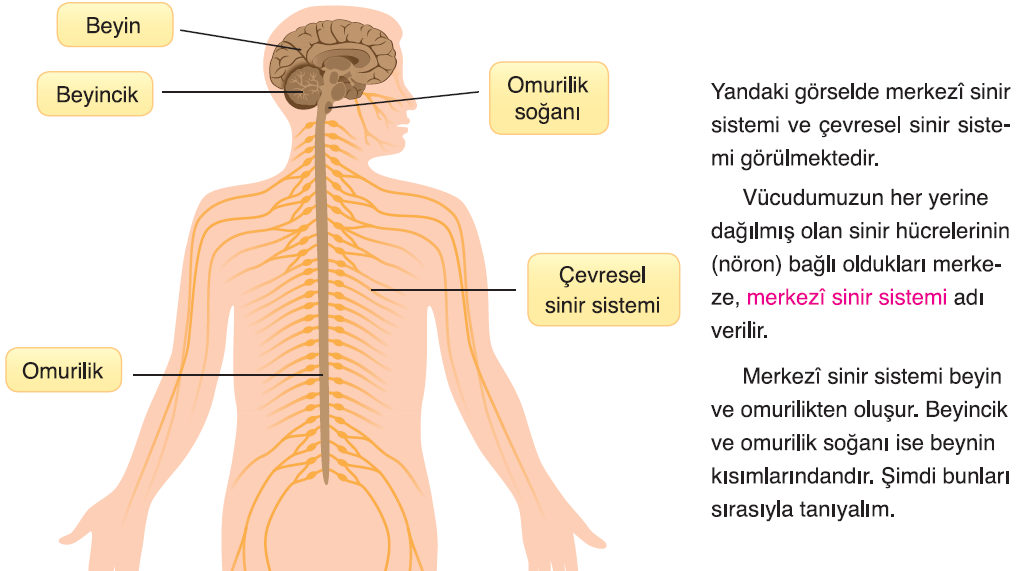 Beyin
Beyincik
Omurilik
soğanı
Çevresel
sinir sistemi
Omurilik
Yandaki görselde merkezî sinir
sistemi ve çevresel sinir siste-
mi görülmektedir.
Vücudumuzun her yerine
dağılmış olan sinir hücrelerinin
(nöron) bağlı oldukları merke-
ze, merkezî sinir sistemi adı
verilir.
Merkezî sinir sistemi beyin
ve omurilikten oluşur. Beyincik
ve omurilik soğanı ise beynin
kısımlarındandır. Şimdi bunları
sırasıyla tanıyalım.